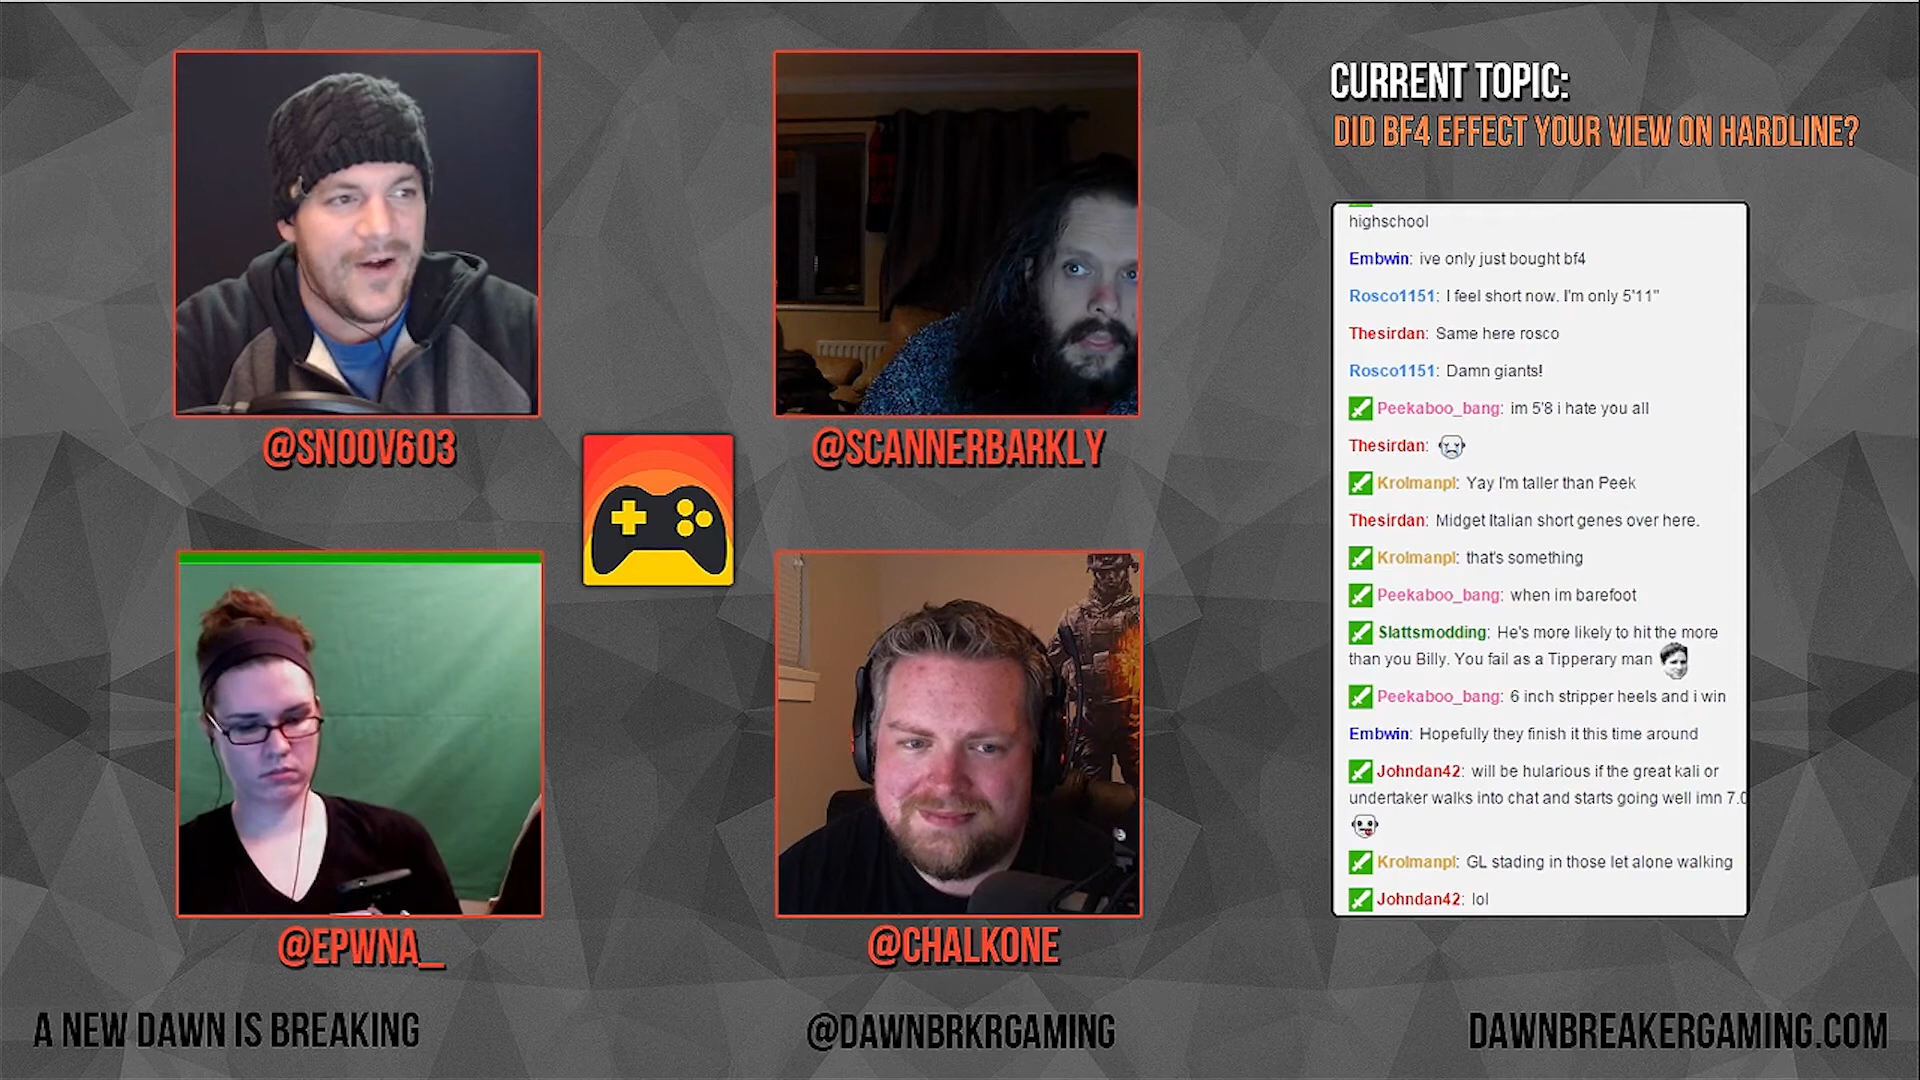 CURRENT TOPIC:
DID BF4 EFFECT YOUR VIEW ON HARDLINE?
@SNOOV603
@SCANNERBARKLY
@EPWNA_
@CHALKONE
highschool
Embwin: ive only just bought bf4
Rosco1151: I feel short now. I'm only 5'11"
Thesirdan: Same here rosco
Rosco1151: Damn giants!
Peekaboo_bang: im 5'8 i hate you all
Thesirdan:
Krolmanpl: Yay I'm taller than Peek
Thesirdan: Midget Italian short genes over here.
Krolmanpl: that's something
Peekaboo_bang: when im barefoot
Slattsmodding: He's more likely to hit the more
than you Billy. You fail as a Tipperary man
Peekaboo_bang: 6 inch stripper heels and i win
Embwin: Hopefully they finish it this time around
Johndan42: will be hularious if the great kali or
undertaker walks into chat and starts going well imn 7.0
Krolmanpl: GL stading in those let alone walking
Johndan42: lol
A NEW DAWN IS BREAKING
@DAWNBRKRGAMING
DAWNBREAKERGAMING.COM